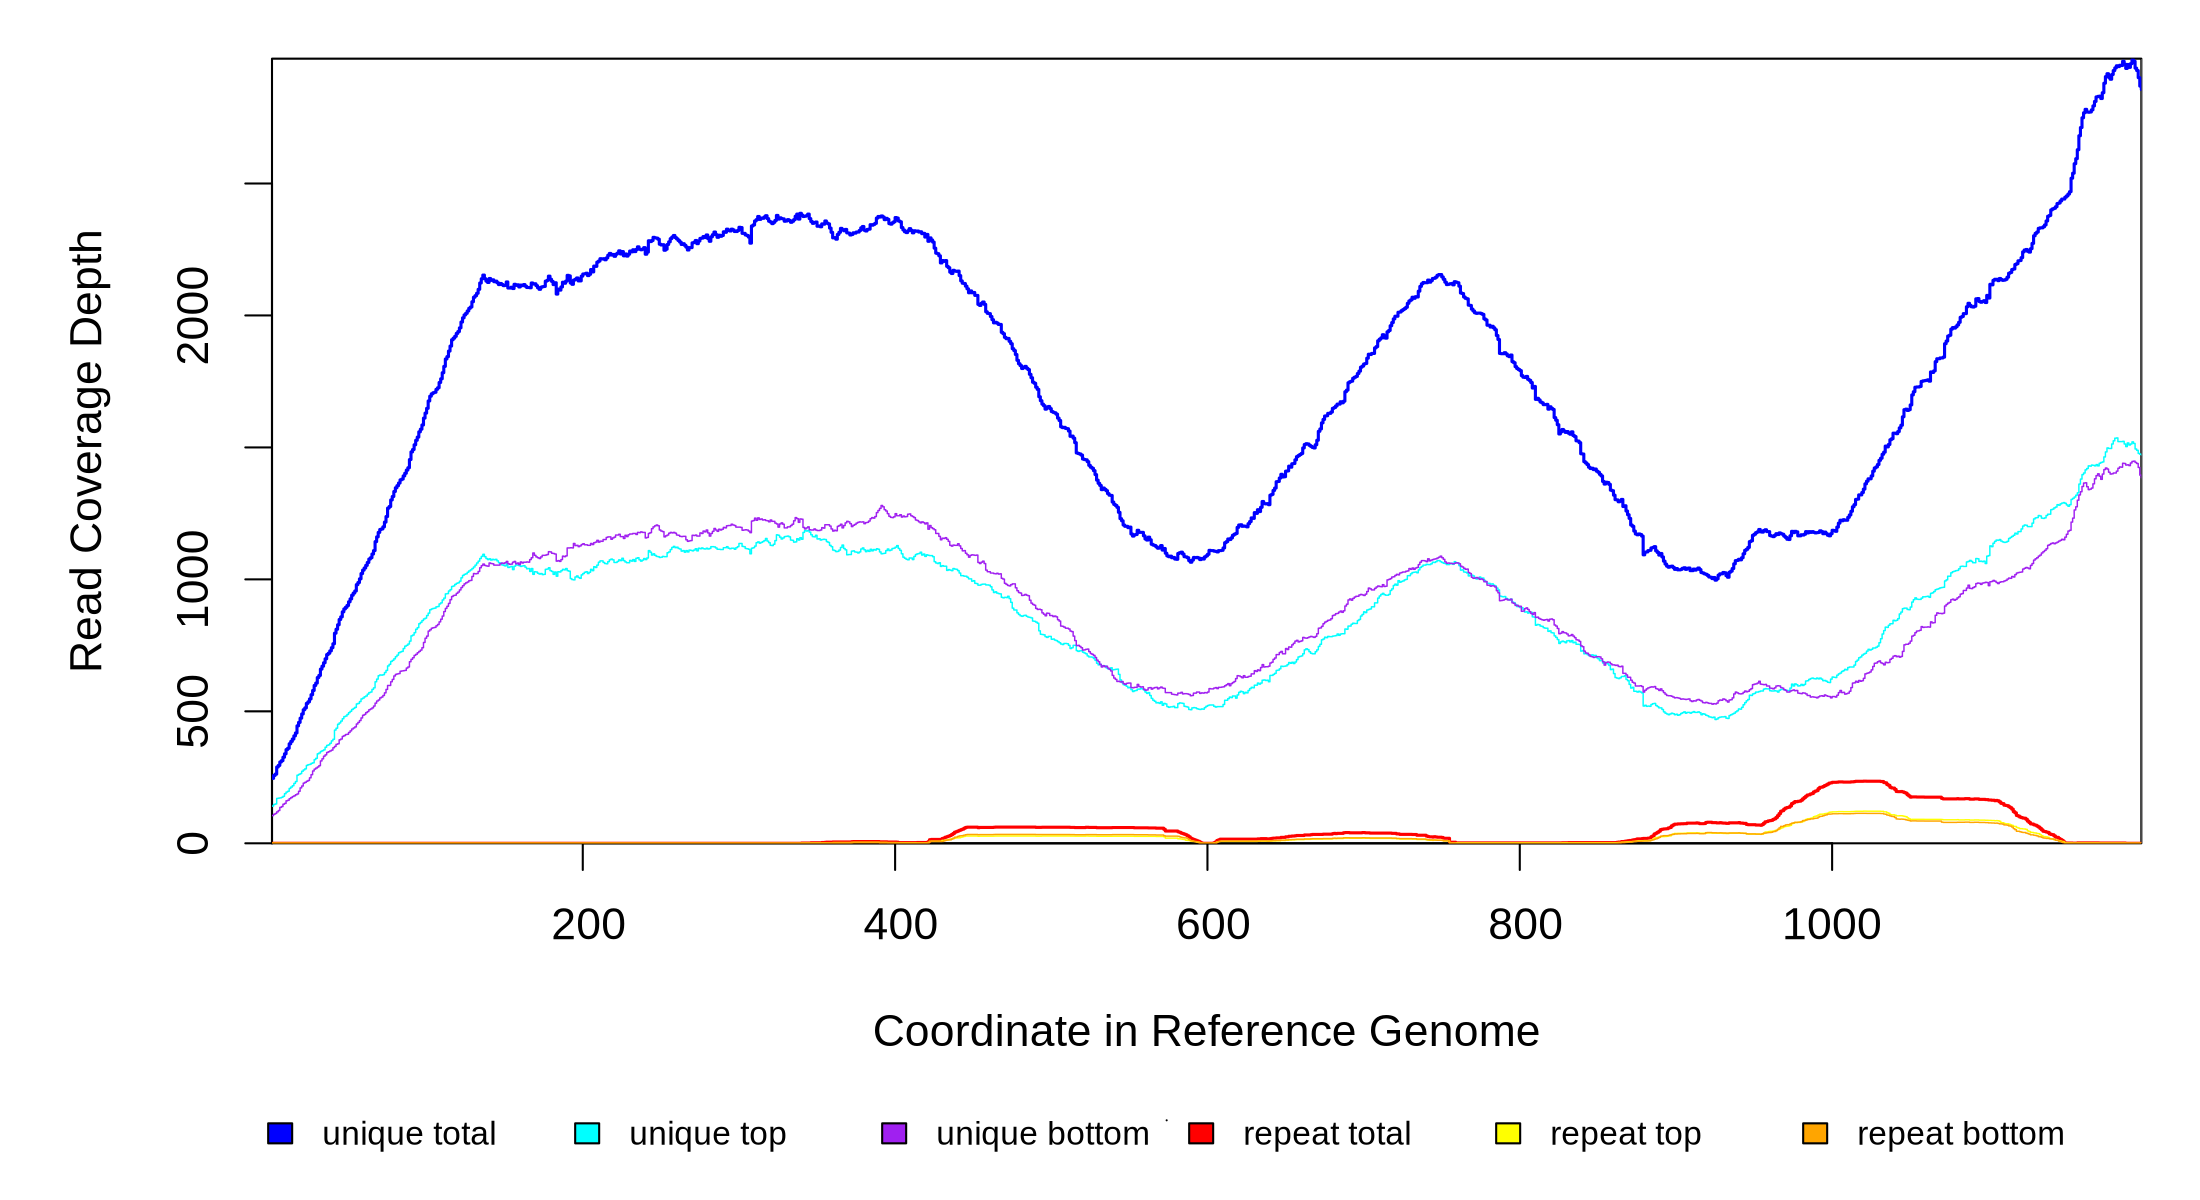 Read Coverage Depth
2000
1000
500
0
200 400 600 800 1000
Coordinate in Reference Genome
unique total unique top unique bottom repeat total repeat top repeat bottom